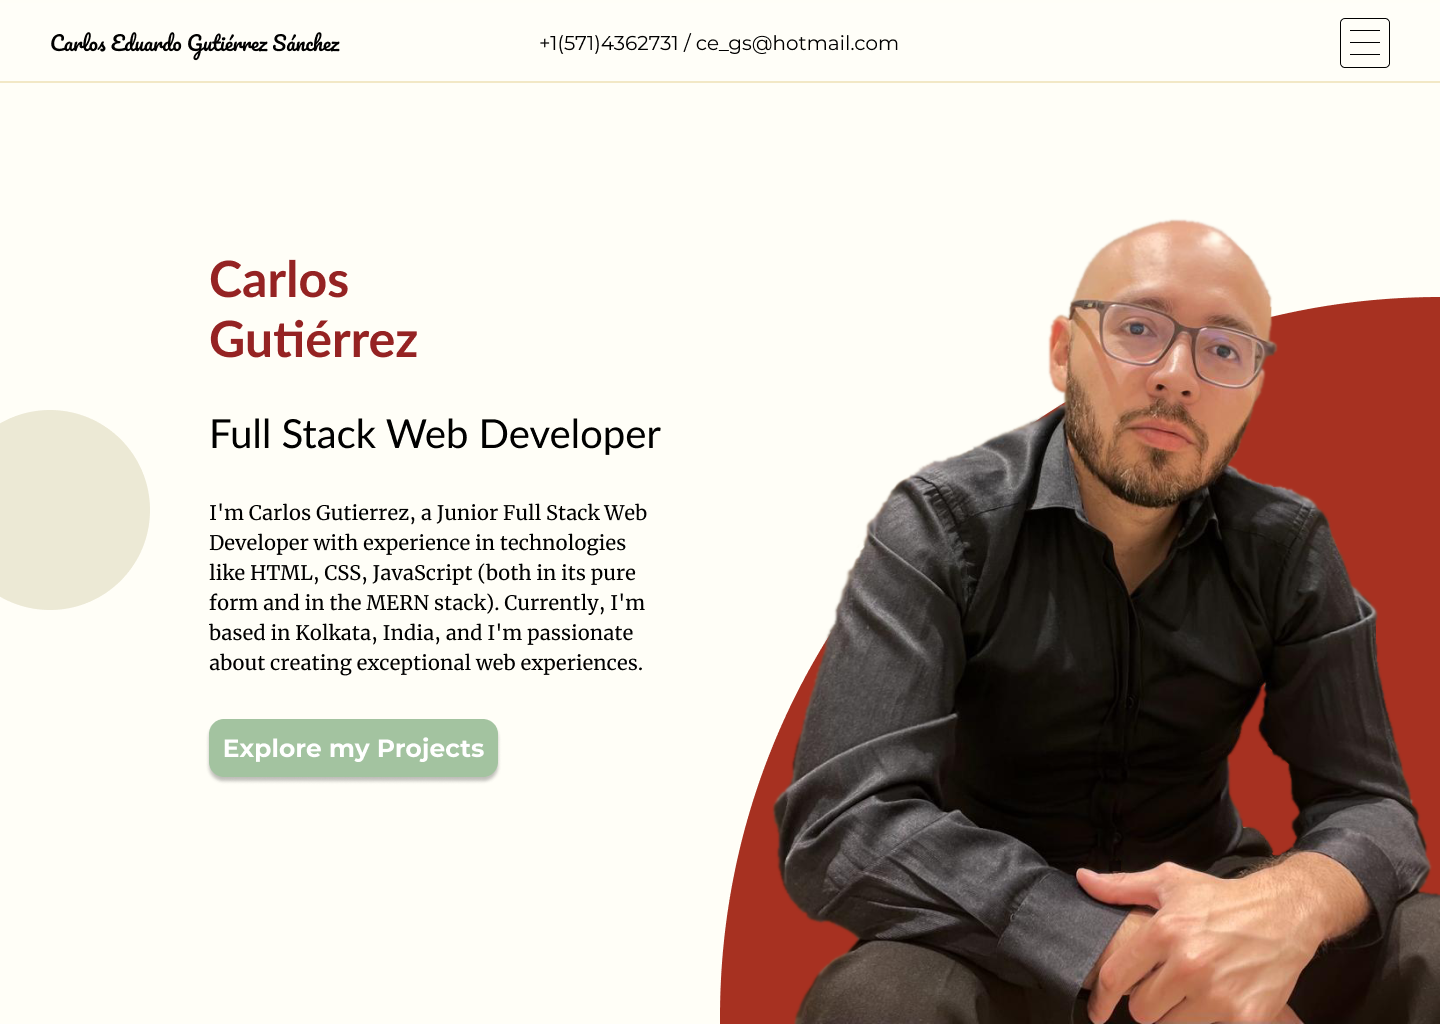 Carlos Eduardo Gutiérrez Sánchez
+1(571)4362731 / ce_gs@hotmail.com
Carlos
Gutiérrez
Full Stack Web Developer
I'm Carlos Gutierrez, a Junior Full Stack Web
Developer with experience in technologies
like HTML, CSS, JavaScript (both in its pure
form and in the MERN stack). Currently, I'm
based in Kolkata, India, and I'm passionate
about creating exceptional web experiences.
Explore my Projects